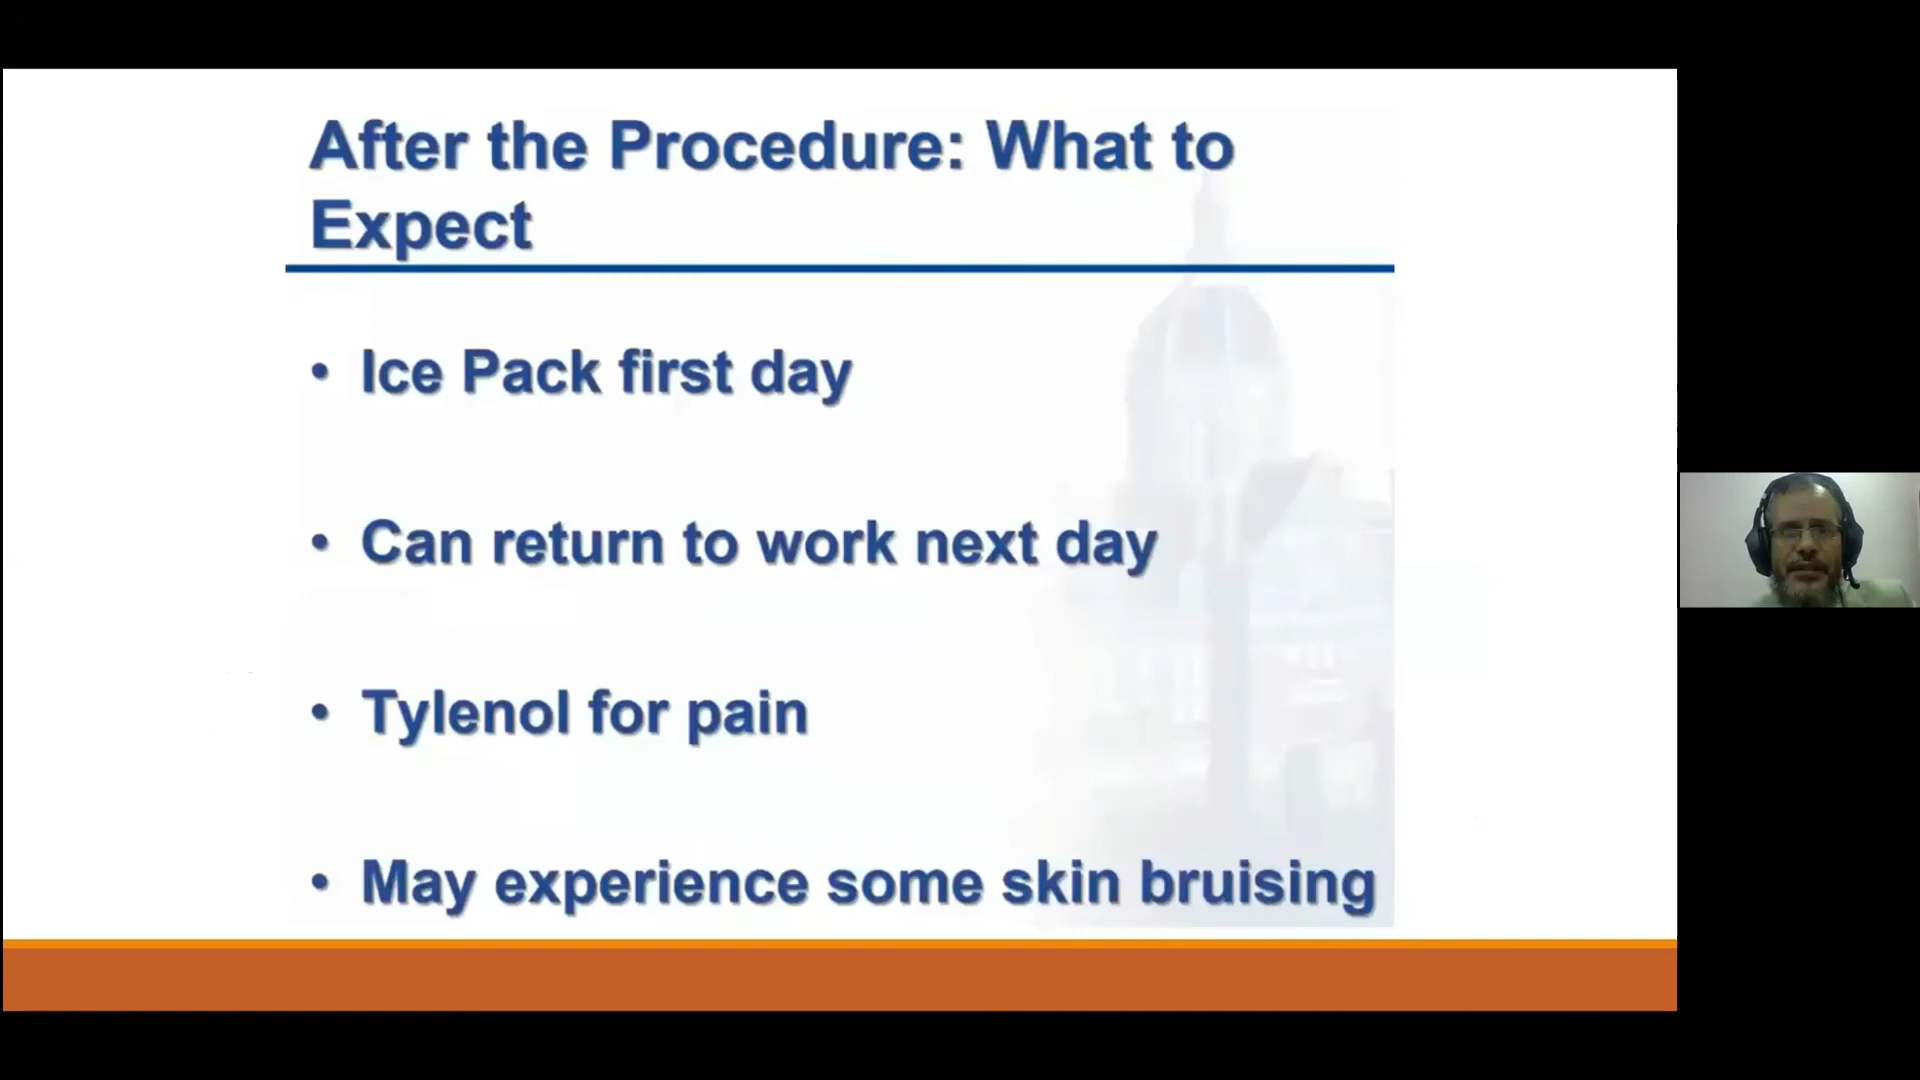 After the Procedure: What to
Expect
• Ice Pack first day
• Can return to work next day
• Tylenol for pain
• May experience some skin bruising